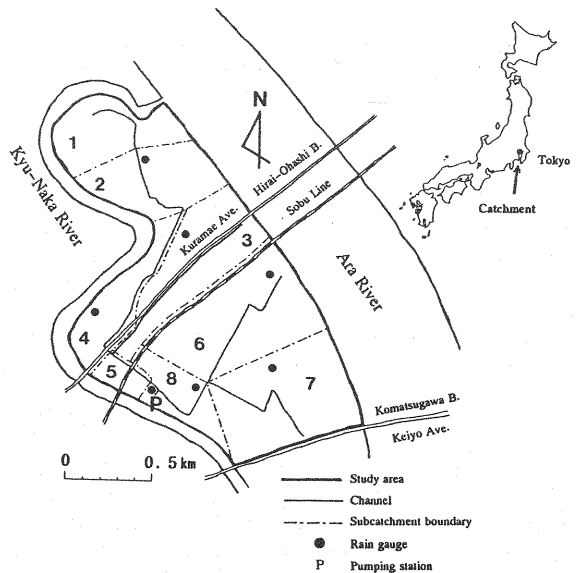 N
1
2
Kyu-Naka River
Hirai-Ohashi B.
Kuramae Ave.
Sobu Line
3
Tokyo
Catchment
Ara River
4
5
6
8
7
P
Komatsugawa B.
Keiyo Ave.
0 0.5km
Study area
Channel
Subcatchment boundary
Rain gauge
P Pumping station